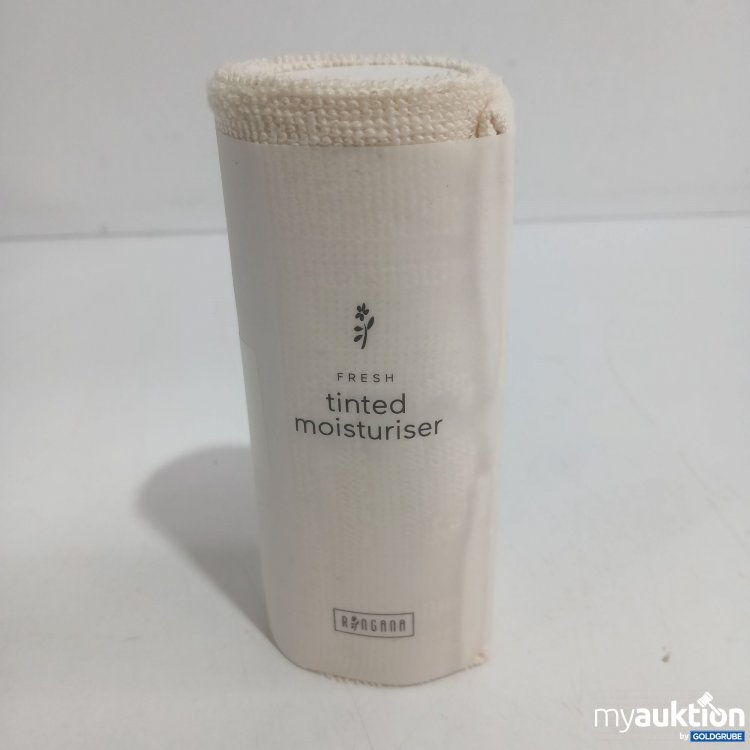 FRESH
tinted
moisturiser
RINGANA
myauktion
by GOLDGRUBE